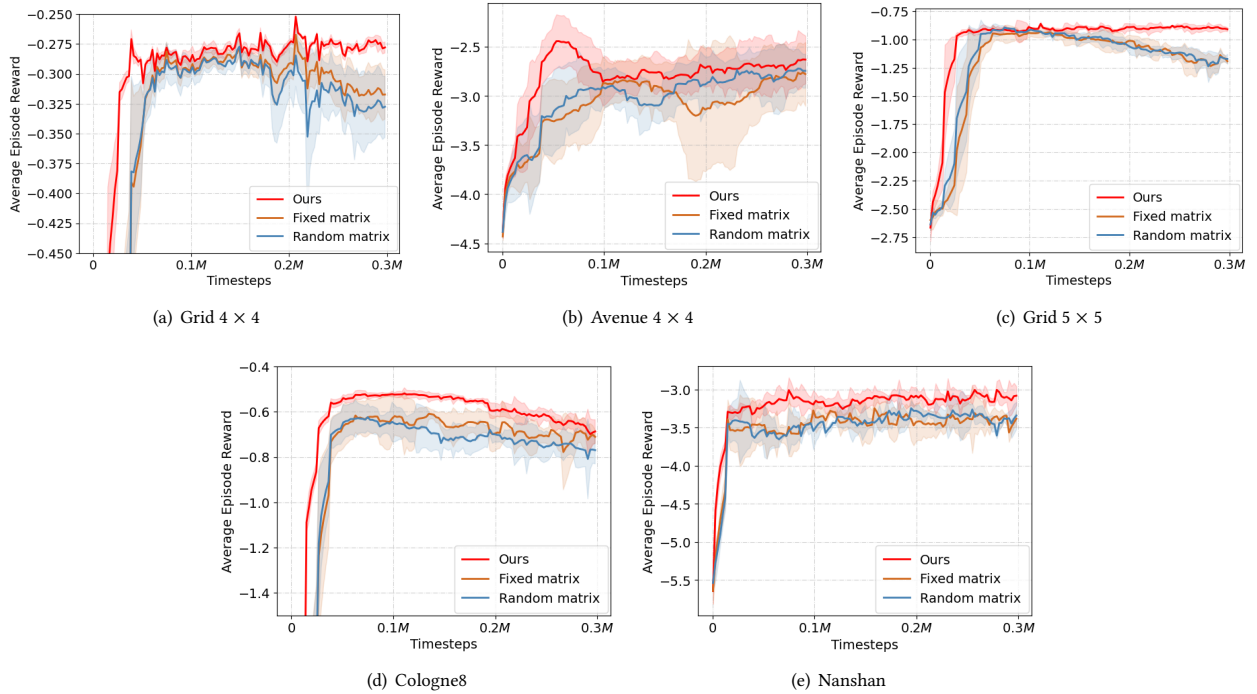 Average Episode Reward
−0.250
−0.275
−0.300
−0.325
−0.350
−0.375
−0.400
−0.425
−0.450
Ours
Fixed matrix
Random matrix
0
0.1M
0.2M
0.3M
Timesteps
(a) Grid 4 × 4
Average Episode Reward
−2.5
−3.0
−3.5
−4.0
−4.5
Ours
Fixed matrix
Random matrix
0
0.1M
0.2M
0.3M
Timesteps
(b) Avenue 4 × 4
Average Episode Reward
−0.75
−1.00
−1.25
−1.50
−1.75
−2.00
−2.25
−2.50
−2.75
Ours
Fixed matrix
Random matrix
0
0.1M
0.2M
0.3M
Timesteps
(c) Grid 5 × 5
Average Episode Reward
−0.4
−0.6
−0.8
−1.0
−1.2
−1.4
Ours
Fixed matrix
Random matrix
0
0.1M
0.2M
0.3M
Timesteps
(d) Cologne8
Average Episode Reward
−3.0
−3.5
−4.0
−4.5
−5.0
−5.5
Ours
Fixed matrix
Random matrix
0
0.1M
0.2M
0.3M
Timesteps
(e) Nanshan